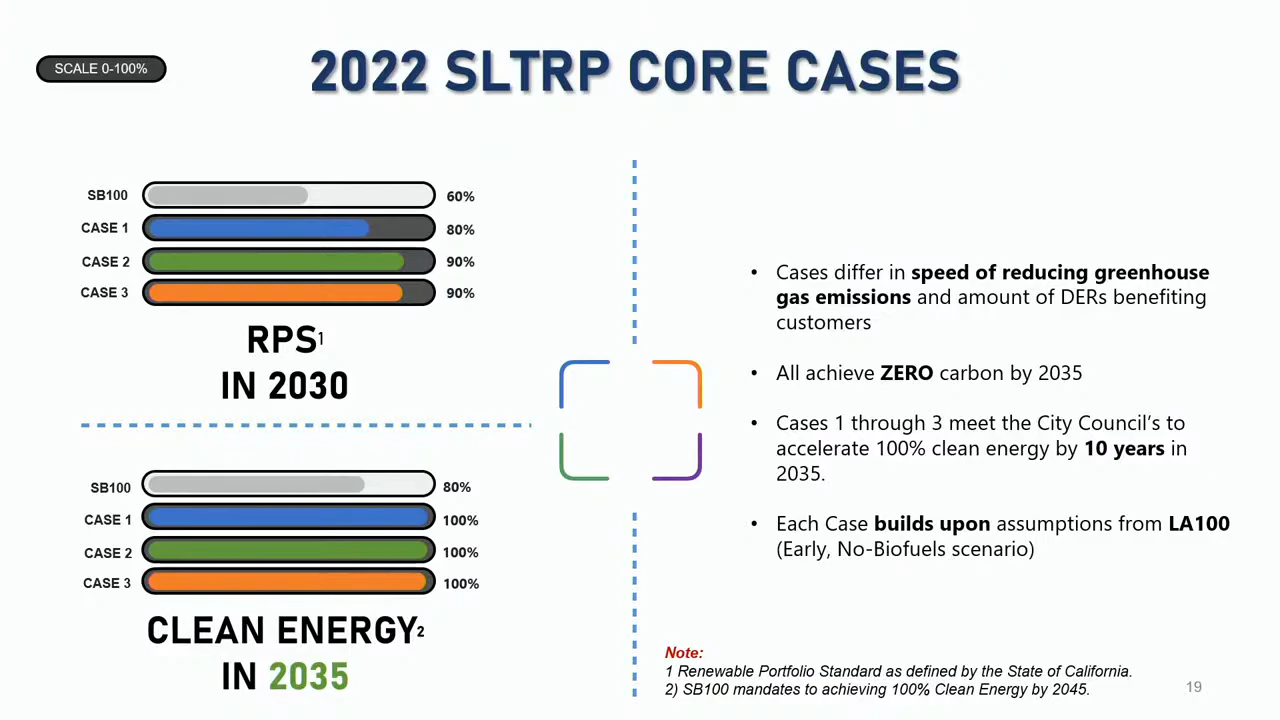 SCALE 0-100%
2022 SLTRP CORE CASES
SB100 60%
CASE 1 80%
CASE 2 90%
CASE 3 90%
RPS1
IN 2030
SB100 80%
CASE 1 100%
CASE 2 100%
CASE 3 100%
CLEAN ENERGY2
IN 2035
• Cases differ in speed of reducing greenhouse
gas emissions and amount of DERs benefiting
customers
• All achieve ZERO carbon by 2035
• Cases 1 through 3 meet the City Council's to
accelerate 100% clean energy by 10 years in
2035.
• Each Case builds upon assumptions from LA100
(Early, No-Biofuels scenario)
Note:
1 Renewable Portfolio Standard as defined by the State of California.
2) SB100 mandates to achieving 100% Clean Energy by 2045.
19